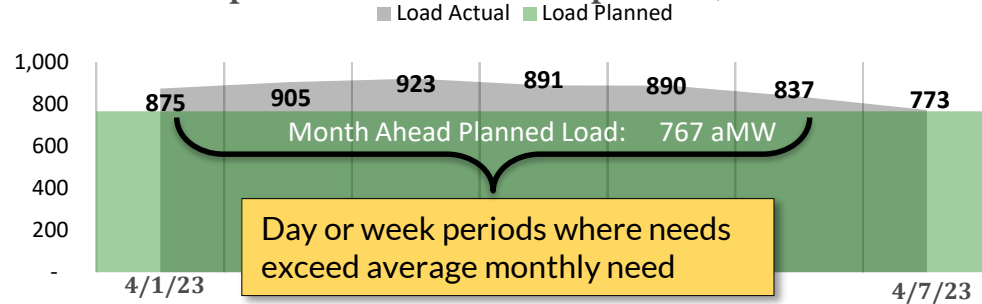 Load Actual Load Planned
1,000
800
600
400
200
-
875 905 923 891 890 837 773
Month Ahead Planned Load: 767 aMW
Day or week periods where needs
exceed average monthly need
4/1/23 4/7/23